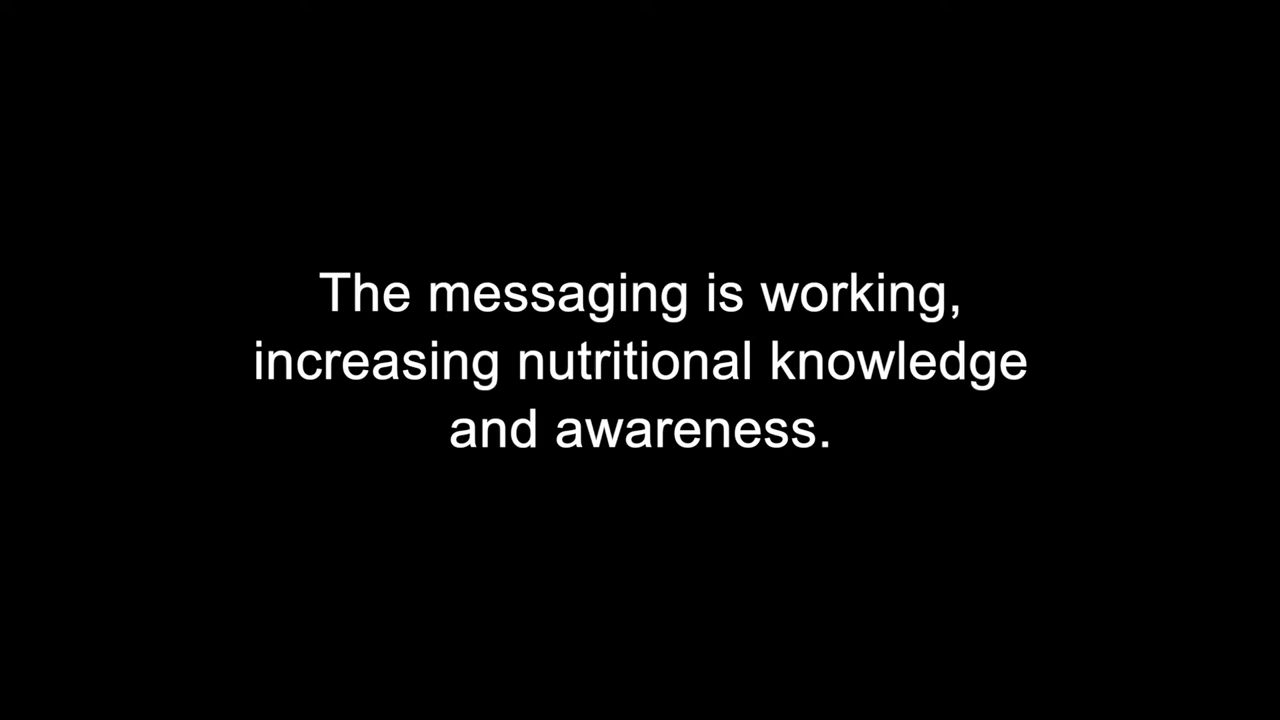 The messaging is working,
increasing nutritional knowledge
and awareness.